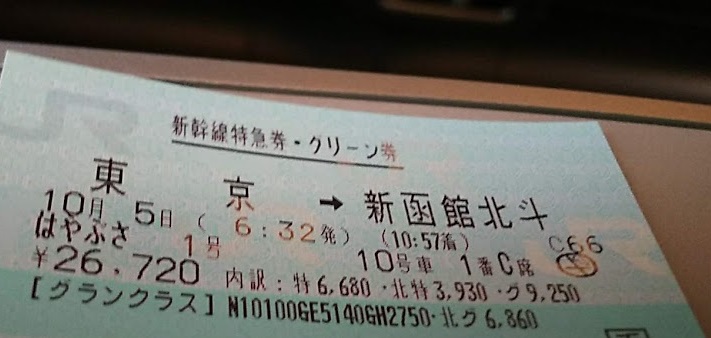 新幹線特急券・グリーン券
東京 → 新函館北斗
10月 5日 ( 6:32発) (10:57着) C66
はやぶさ 1号 10号車 1番C席
¥26,720 内訳:特6,680・北特3,930・グ9,250
[グランクラス] N10100GE5140GH2750・北グ6,860